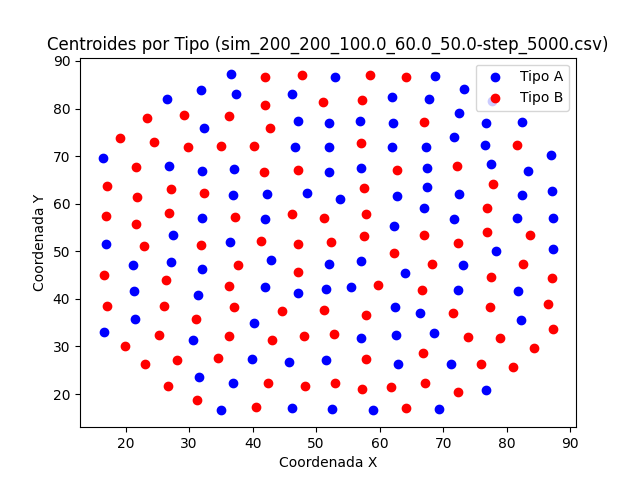 Centroides por Tipo (sim_200_200_100.0_60.0_50.0-step_5000.csv)
Tipo A
Tipo B
90
80
70
60
50
40
30
20
Coordenada Y
20 30 40 50 60 70 80 90
Coordenada X